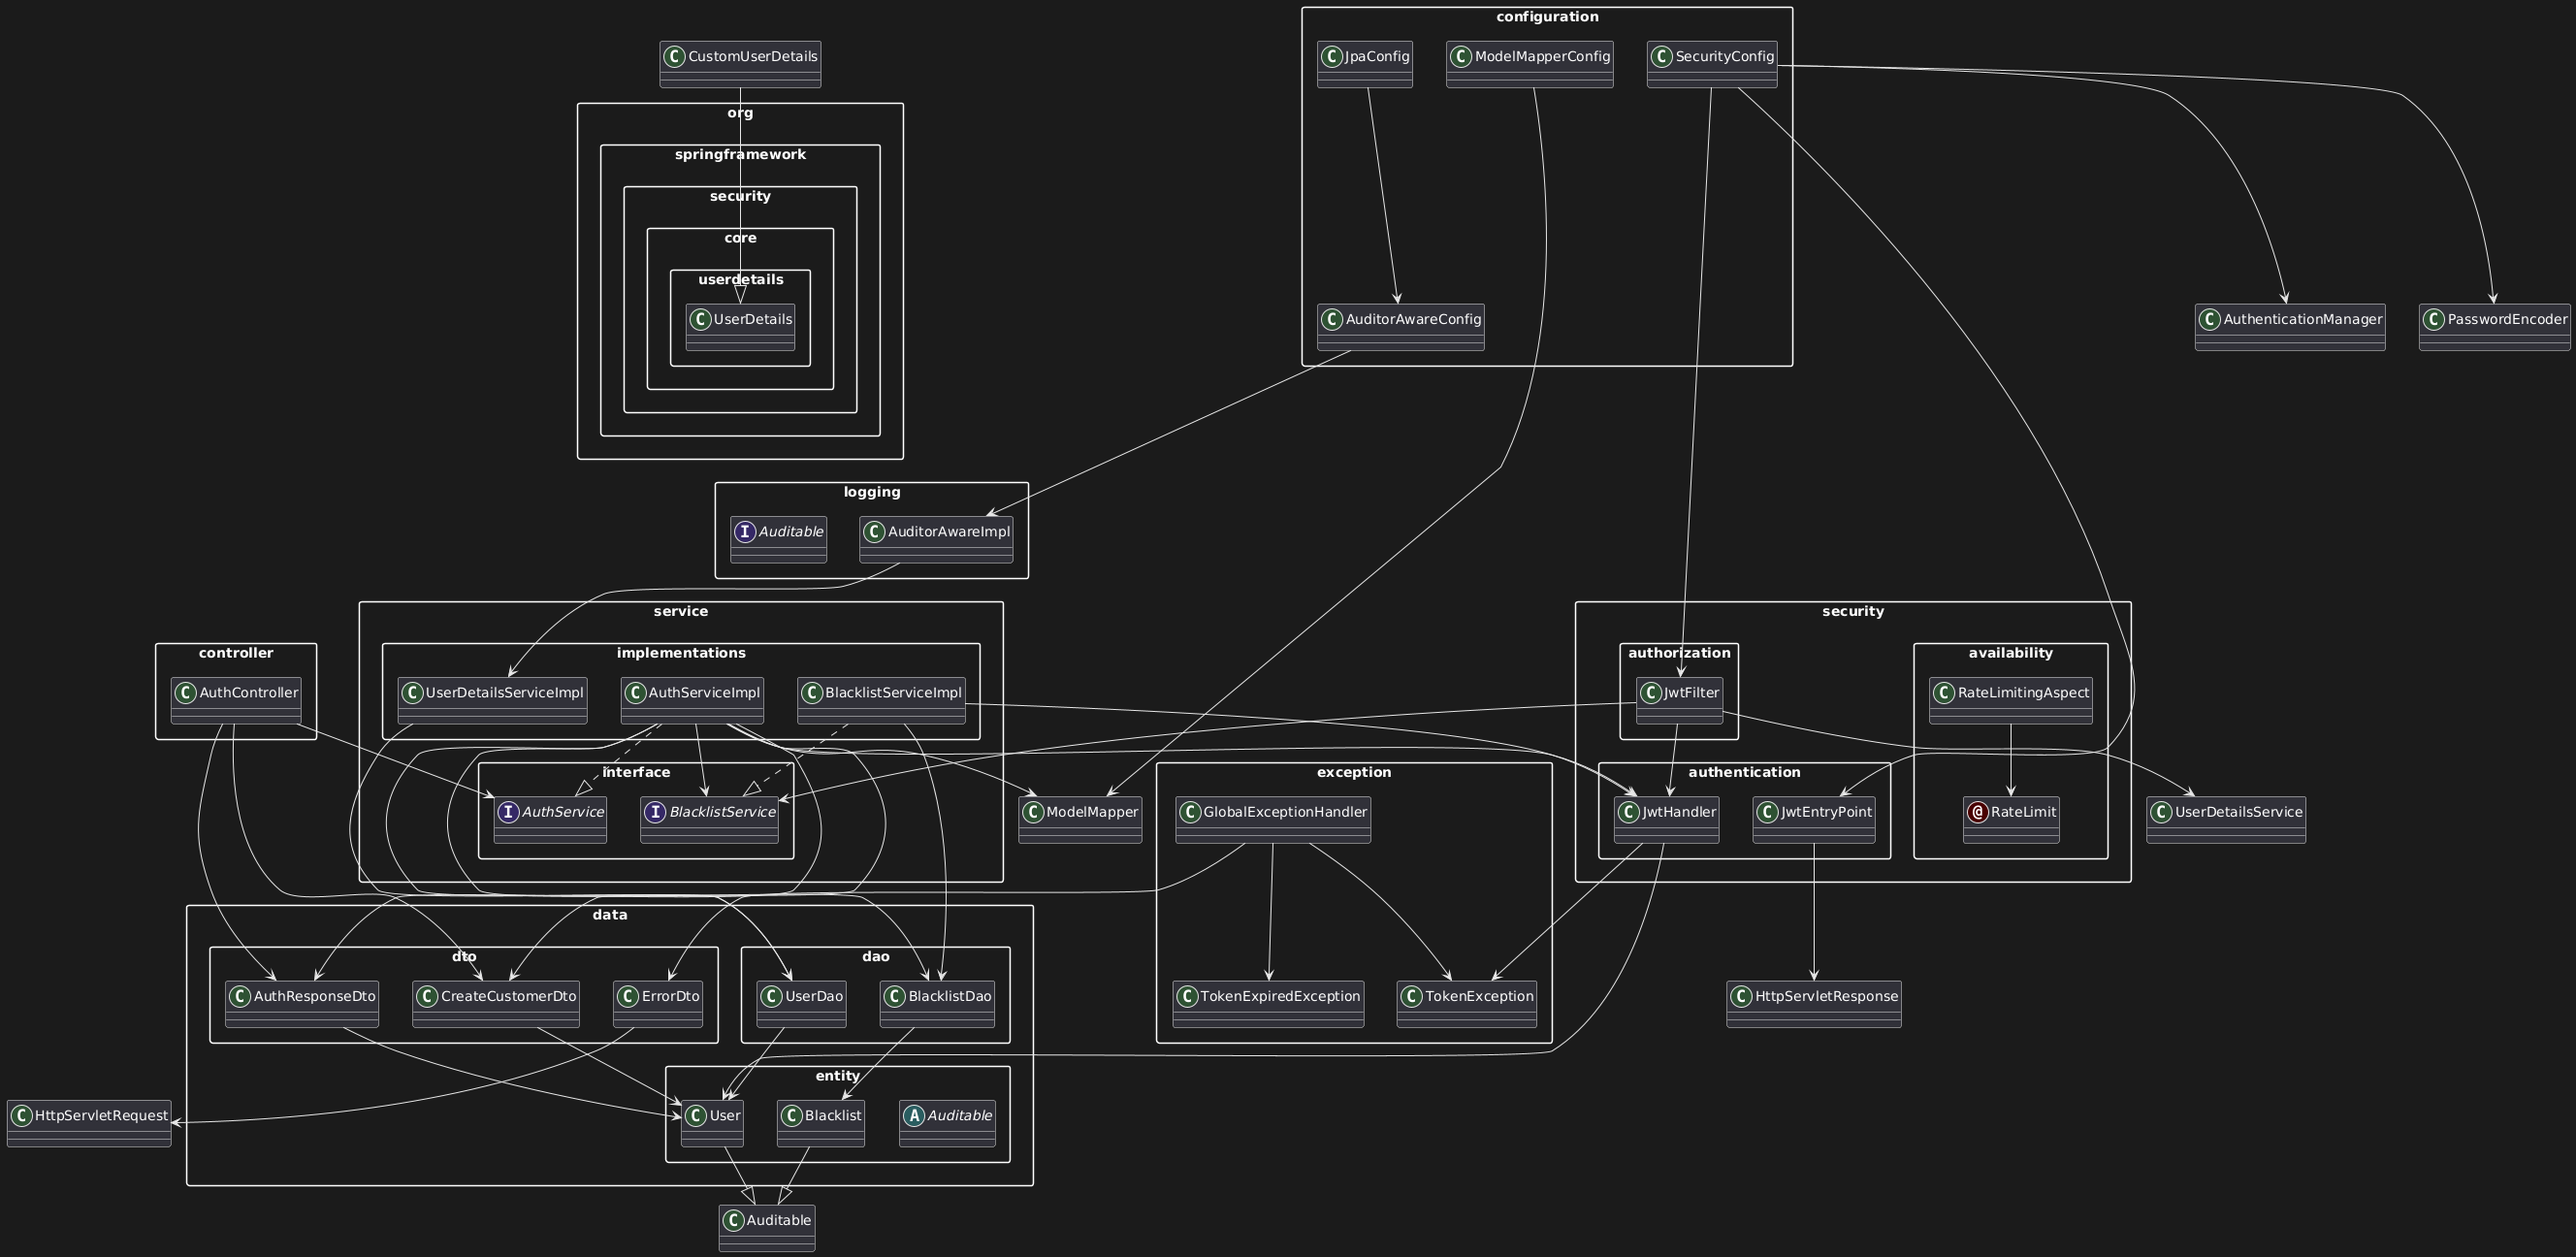 configuration
C CustomUserDetails
C JpaConfig
C ModelMapperConfig
C SecurityConfig
org
springframework
security
core
userdetails
C UserDetails
C AuditorAwareConfig
C AuthenticationManager
C PasswordEncoder
logging
I Auditable
C AuditorAwareImpl
service
security
controller
implementations
authorization
availability
C AuthController
C UserDetailsServiceImpl
C AuthServiceImpl
C BlacklistServiceImpl
C JwtFilter
C RateLimitingAspect
interface
exception
authentication
I AuthService
I BlacklistService
C ModelMapper
C GlobalExceptionHandler
C JwtHandler
C JwtEntryPoint
@ RateLimit
C UserDetailsService
data
dto
dao
C AuthResponseDto
C CreateCustomerDto
C ErrorDto
C UserDao
C BlacklistDao
C TokenExpiredException
C TokenException
C HttpServletResponse
entity
C HttpServletRequest
C User
C Blacklist
A Auditable
C Auditable